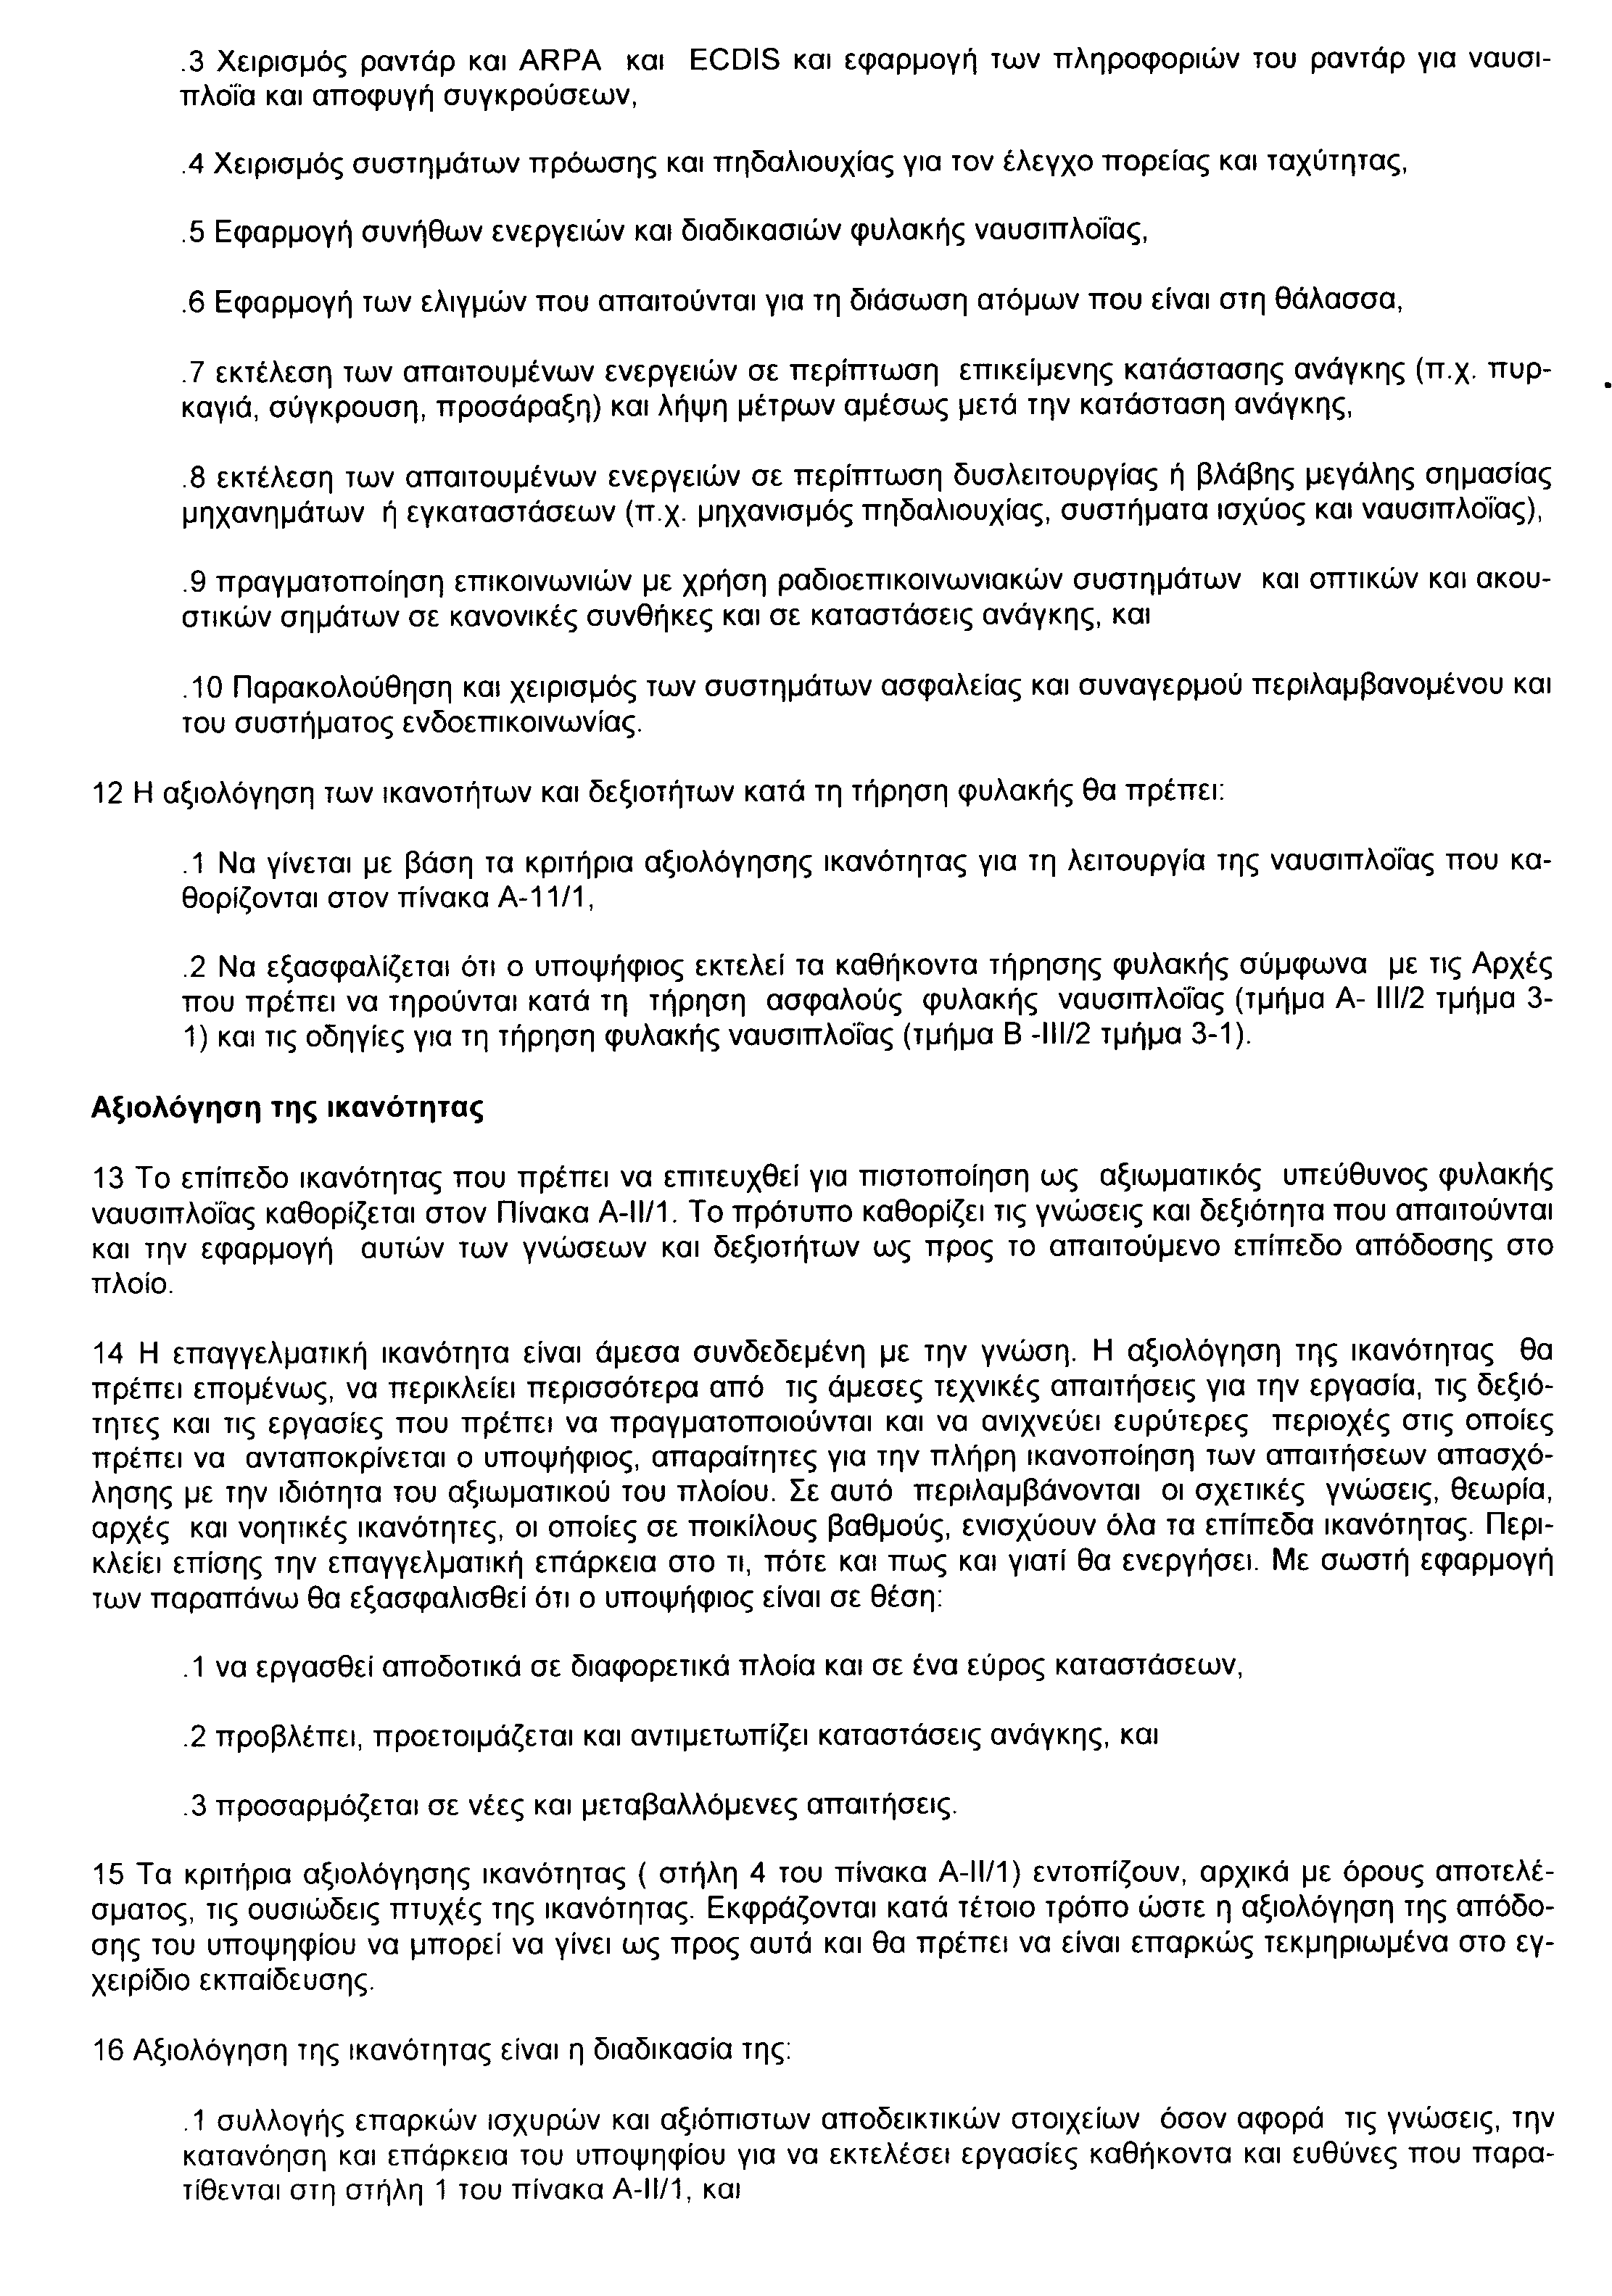 .3 Χειρισμός ραντάρ και ARPA και ECDIS και εφαρμογή των πληροφοριών του ραντάρ για ναυσι-
πλοΐα και αποφυγή συγκρούσεων,
.4 Χειρισμός συστημάτων πρόωσης και πηδαλιουχίας για τον έλεγχο πορείας και ταχύτητας,
.5 Εφαρμογή συνήθων ενεργειών και διαδικασιών φυλακής ναυσιπλοΐας,
.6 Εφαρμογή των ελιγμών που απαιτούνται για τη διάσωση ατόμων που είναι στη θάλασσα,
.7 εκτέλεση των απαιτουμένων ενεργειών σε περίπτωση επικείμενης κατάστασης ανάγκης (π.χ. πυρ-
καγιά, σύγκρουση, προσάραξη) και λήψη μέτρων αμέσως μετά την κατάσταση ανάγκης,
.8 εκτέλεση των απαιτουμένων ενεργειών σε περίπτωση δυσλειτουργίας ή βλάβης μεγάλης σημασίας
μηχανημάτων ή εγκαταστάσεων (π.χ. μηχανισμός πηδαλιουχίας, συστήματα ισχύος και ναυσιπλοΐας),
.9 πραγματοποίηση επικοινωνιών με χρήση ραδιοεπικοινωνιακών συστημάτων και οπτικών και ακου-
στικών σημάτων σε κανονικές συνθήκες και σε καταστάσεις ανάγκης, και
.10 Παρακολούθηση και χειρισμός των συστημάτων ασφαλείας και συναγερμού περιλαμβανομένου και
του συστήματος ενδοεπικοινωνίας.
12 Η αξιολόγηση των ικανοτήτων και δεξιοτήτων κατά τη τήρηση φυλακής θα πρέπει:
.1 Να γίνεται με βάση τα κριτήρια αξιολόγησης ικανότητας για τη λειτουργία της ναυσιπλοΐας που κα-
θορίζονται στον πίνακα Α-11/1,
.2 Να εξασφαλίζεται ότι ο υποψήφιος εκτελεί τα καθήκοντα τήρησης φυλακής σύμφωνα με τις Αρχές
που πρέπει να τηρούνται κατά τη τήρηση ασφαλούς φυλακής ναυσιπλοΐας (τμήμα Α- III/2 τμήμα 3-
1) και τις οδηγίες για τη τήρηση φυλακής ναυσιπλοΐας (τμήμα Β -III/2 τμήμα 3-1).
Αξιολόγηση της ικανότητας
13 Το επίπεδο ικανότητας που πρέπει να επιτευχθεί για πιστοποίηση ως αξιωματικός υπεύθυνος φυλακής
ναυσιπλοΐας καθορίζεται στον Πίνακα Α-ΙΙ/1. Το πρότυπο καθορίζει τις γνώσεις και δεξιότητα που απαιτούνται
και την εφαρμογή αυτών των γνώσεων και δεξιοτήτων ως προς το απαιτούμενο επίπεδο απόδοσης στο
πλοίο.
14 Η επαγγελματική ικανότητα είναι άμεσα συνδεδεμένη με την γνώση. Η αξιολόγηση της ικανότητας θα
πρέπει επομένως, να περικλείει περισσότερα από τις άμεσες τεχνικές απαιτήσεις για την εργασία, τις δεξιό-
τητες και τις εργασίες που πρέπει να πραγματοποιούνται και να ανιχνεύει ευρύτερες περιοχές στις οποίες
πρέπει να ανταποκρίνεται ο υποψήφιος, απαραίτητες για την πλήρη ικανοποίηση των απαιτήσεων απασχό-
λησης με την ιδιότητα του αξιωματικού του πλοίου. Σε αυτό περιλαμβάνονται οι σχετικές γνώσεις, θεωρία,
αρχές και νοητικές ικανότητες, οι οποίες σε ποικίλους βαθμούς, ενισχύουν όλα τα επίπεδα ικανότητας. Περι-
κλείει επίσης την επαγγελματική επάρκεια στο τι, πότε και πως και γιατί θα ενεργήσει. Με σωστή εφαρμογή
των παραπάνω θα εξασφαλισθεί ότι ο υποψήφιος είναι σε θέση:
.1 να εργασθεί αποδοτικά σε διαφορετικά πλοία και σε ένα εύρος καταστάσεων,
.2 προβλέπει, προετοιμάζεται και αντιμετωπίζει καταστάσεις ανάγκης, και
.3 προσαρμόζεται σε νέες και μεταβαλλόμενες απαιτήσεις.
15 Τα κριτήρια αξιολόγησης ικανότητας ( στήλη 4 του πίνακα Α-ΙΙ/1) εντοπίζουν, αρχικά με όρους αποτελέ-
σματος, τις ουσιώδεις πτυχές της ικανότητας. Εκφράζονται κατά τέτοιο τρόπο ώστε η αξιολόγηση της απόδο-
σης του υποψηφίου να μπορεί να γίνει ως προς αυτά και θα πρέπει να είναι επαρκώς τεκμηριωμένα στο εγ-
χειρίδιο εκπαίδευσης.
16 Αξιολόγηση της ικανότητας είναι η διαδικασία της:
.1 συλλογής επαρκών ισχυρών και αξιόπιστων αποδεικτικών στοιχείων όσον αφορά τις γνώσεις, την
κατανόηση και επάρκεια του υποψηφίου για να εκτελέσει εργασίες καθήκοντα και ευθύνες που παρα-
τίθενται στη στήλη 1 του πίνακα Α-ΙΙ/1, και